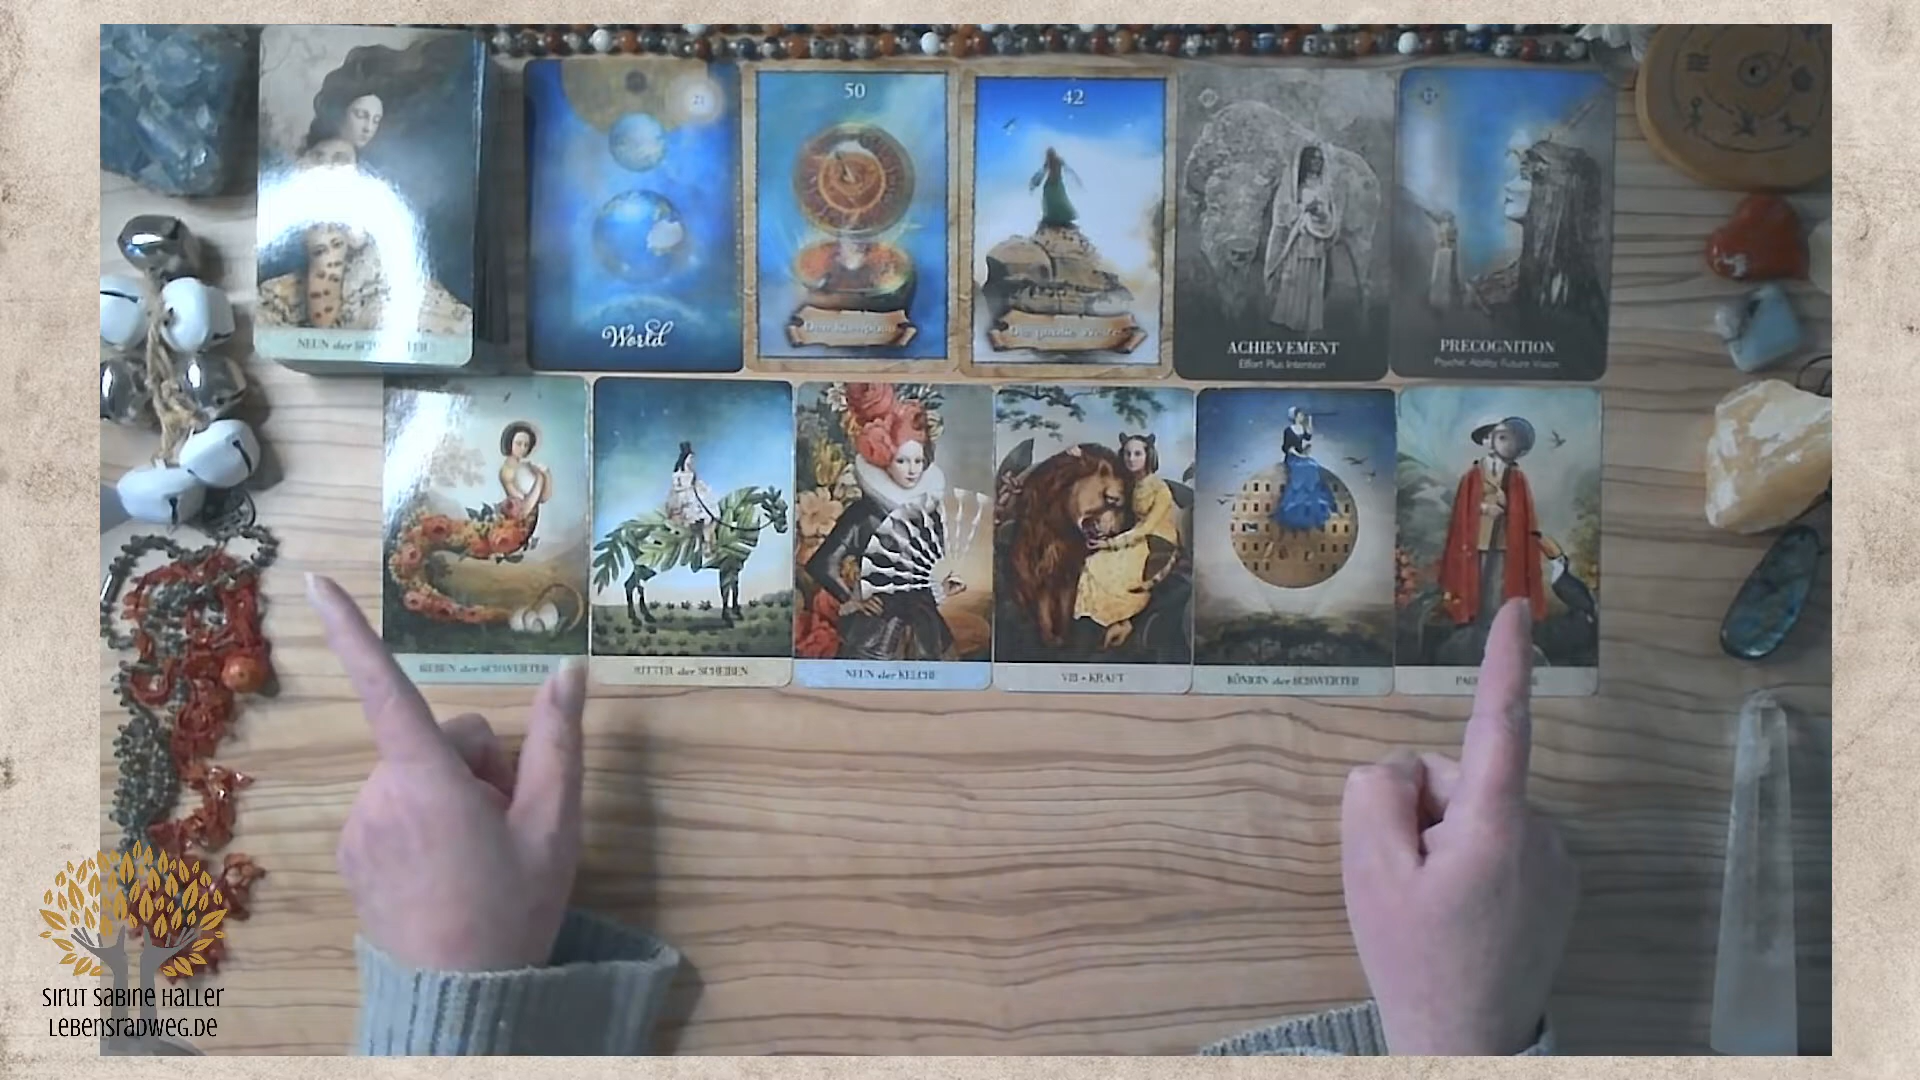 21
50
42
World
ACHIEVEMENT
Effort Plus Intention
PRECOGNITION
Psychic Ability Future Vision
NEUN der
SIEBEN der SCHWERTER
RITTER der SCHEIBEN
NEUN der KELCHE
VIII • KRAFT
KÖNIGIN der SCHWERTER
SIRUT SABINE HALLER
LEBENSRADWEG.DE